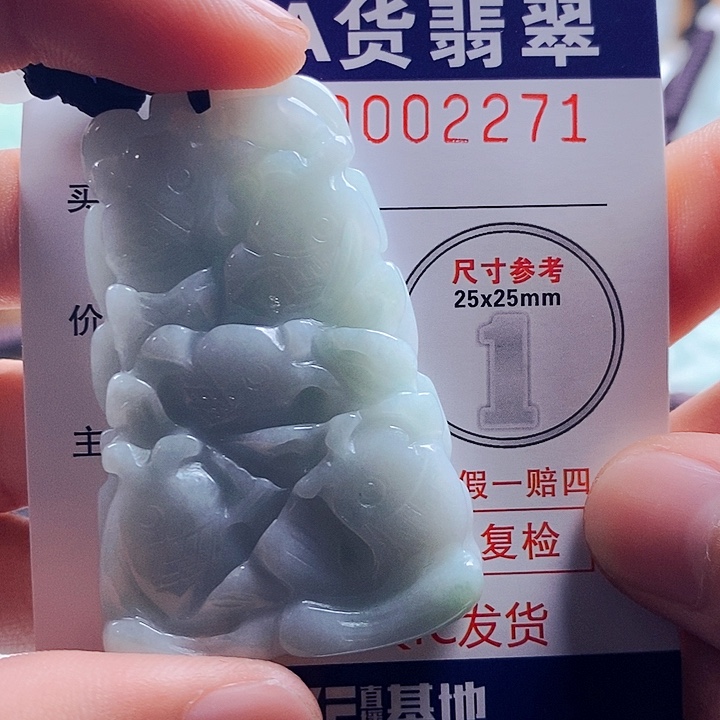 A货翡翠
0002271
买
尺寸参考
25x25mm
1
价
主
假一赔四
复检
发货
基地